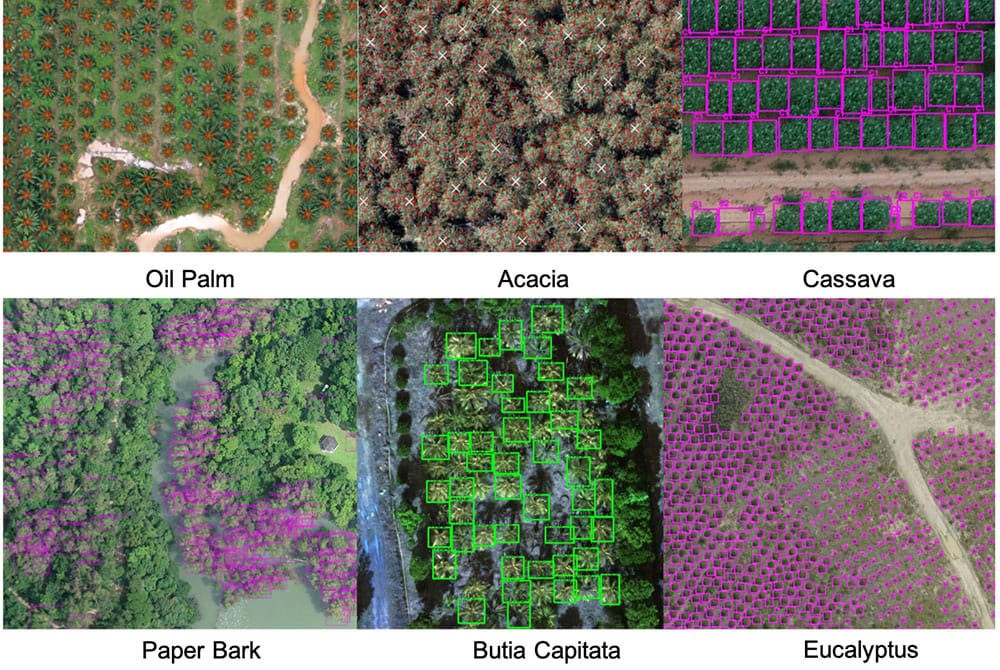 Oil Palm
Acacia
Cassava
Paper Bark
Butia Capitata
Eucalyptus